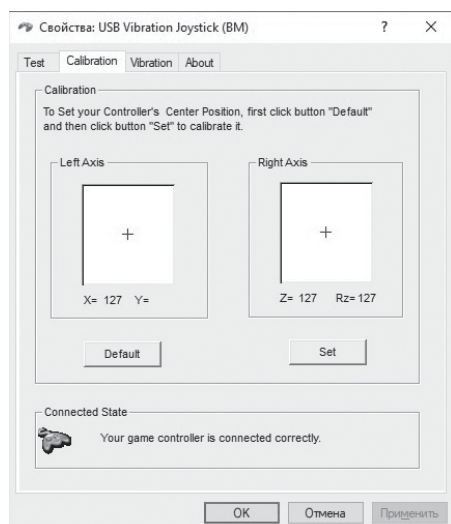 Свойства: USB Vibration Joystick (BM) ? ×
Test Calibration Vibration About
Calibration
To Set your Controller's Center Position, first click button "Default"
and then click button "Set" to calibrate it.
Left Axis Right Axis
X= 127 Y= Z= 127 Rz= 127
Default Set
Connected State
Your game controller is connected correctly.
OK Отмена Применить